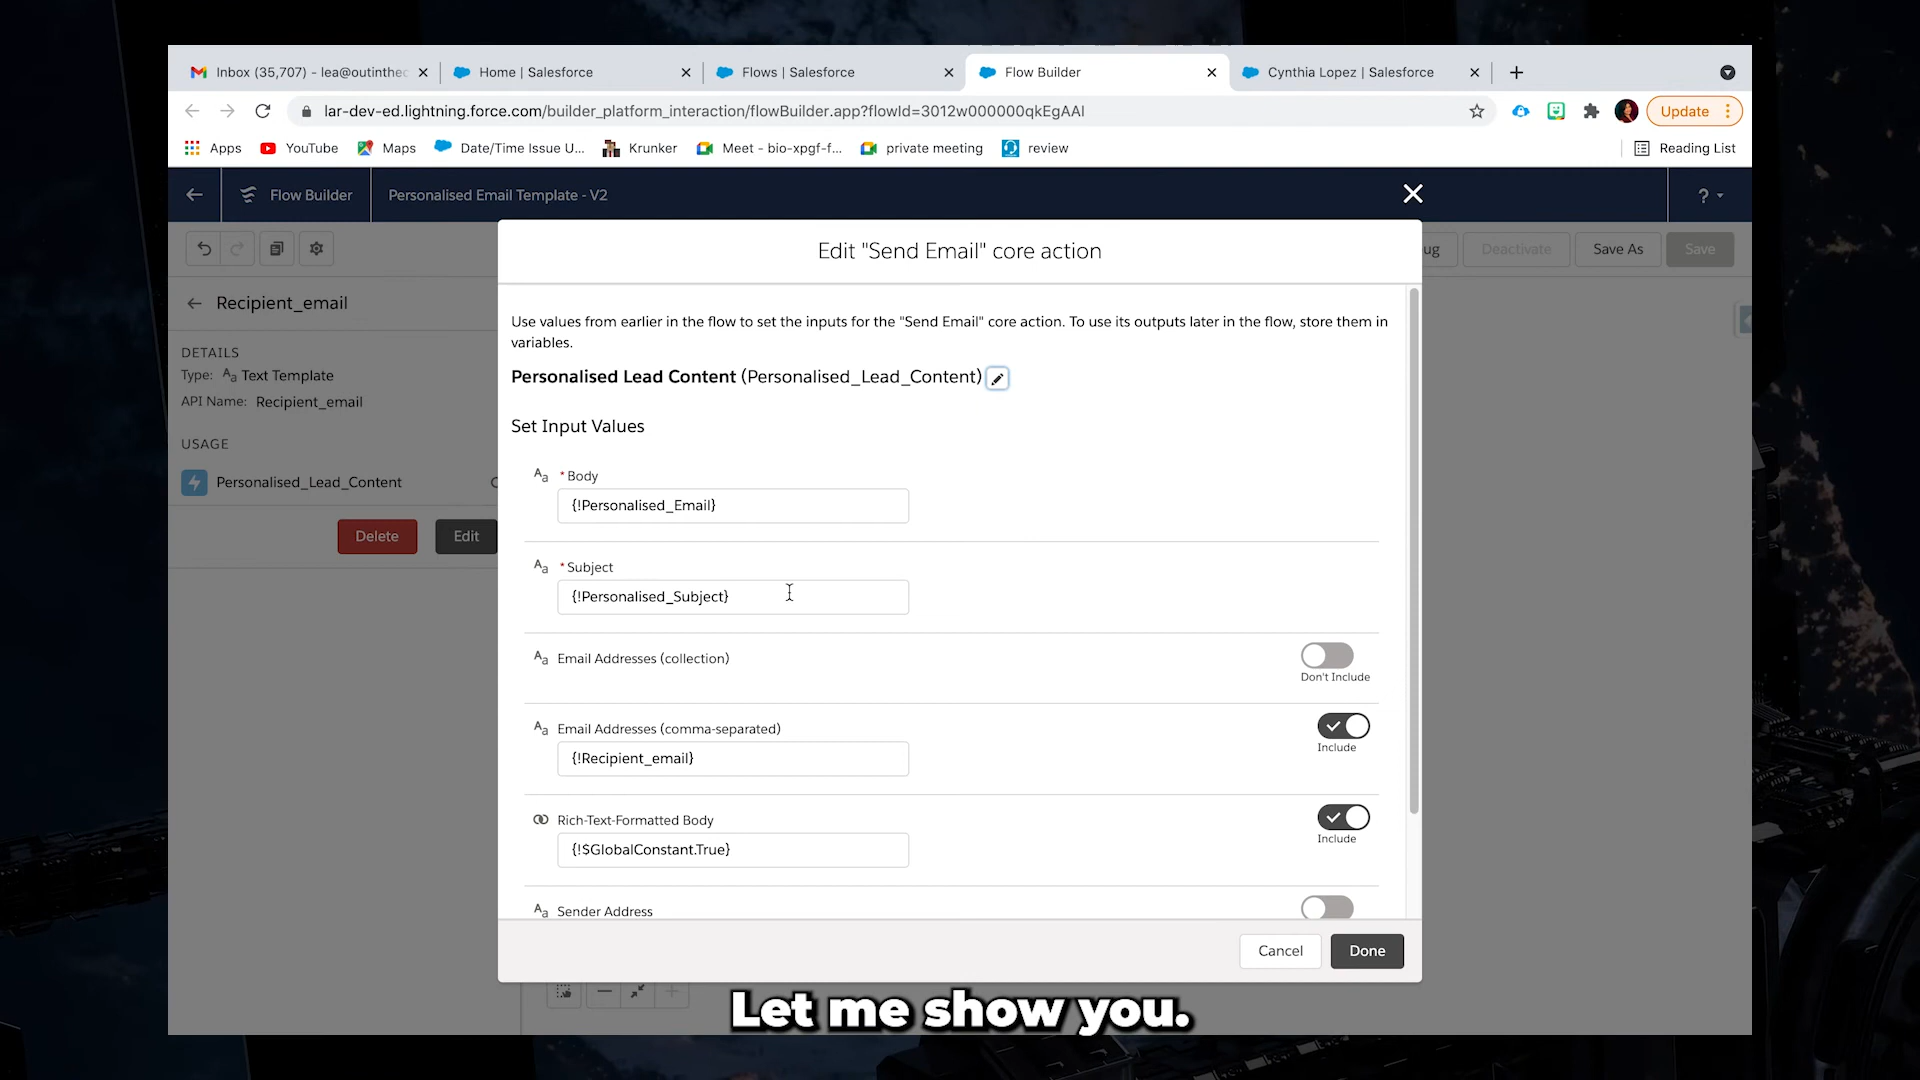 Inbox (35,707) - lea@outinthec
Home | Salesforce
Flows | Salesforce
Flow Builder
Cynthia Lopez | Salesforce
lar-dev-ed.lightning.force.com/builder_platform_interaction/flowBuilder.app?flowId=3012w000000qkEgAAI
Update
Apps
YouTube
Maps
Date/Time Issue U...
Krunker
Meet - bio-xpgf-f...
private meeting
review
Reading List
Flow Builder
Personalised Email Template - V2
?
ug
Deactivate
Save As
Save
Recipient_email
DETAILS
Type: Aa Text Template
API Name: Recipient_email
USAGE
Personalised_Lead_Content
Delete
Edit
Edit "Send Email" core action
Use values from earlier in the flow to set the inputs for the "Send Email" core action. To use its outputs later in the flow, store them in
variables.
Personalised Lead Content (Personalised_Lead_Content)
Set Input Values
Aa * Body
{!Personalised_Email}
Aa * Subject
{!Personalised_Subject}
Aa Email Addresses (collection)
Don't Include
Aa Email Addresses (comma-separated)
{!Recipient_email}
Include
Rich-Text-Formatted Body
{!$GlobalConstant.True}
Include
Aa Sender Address
Cancel
Done
Let me show you.